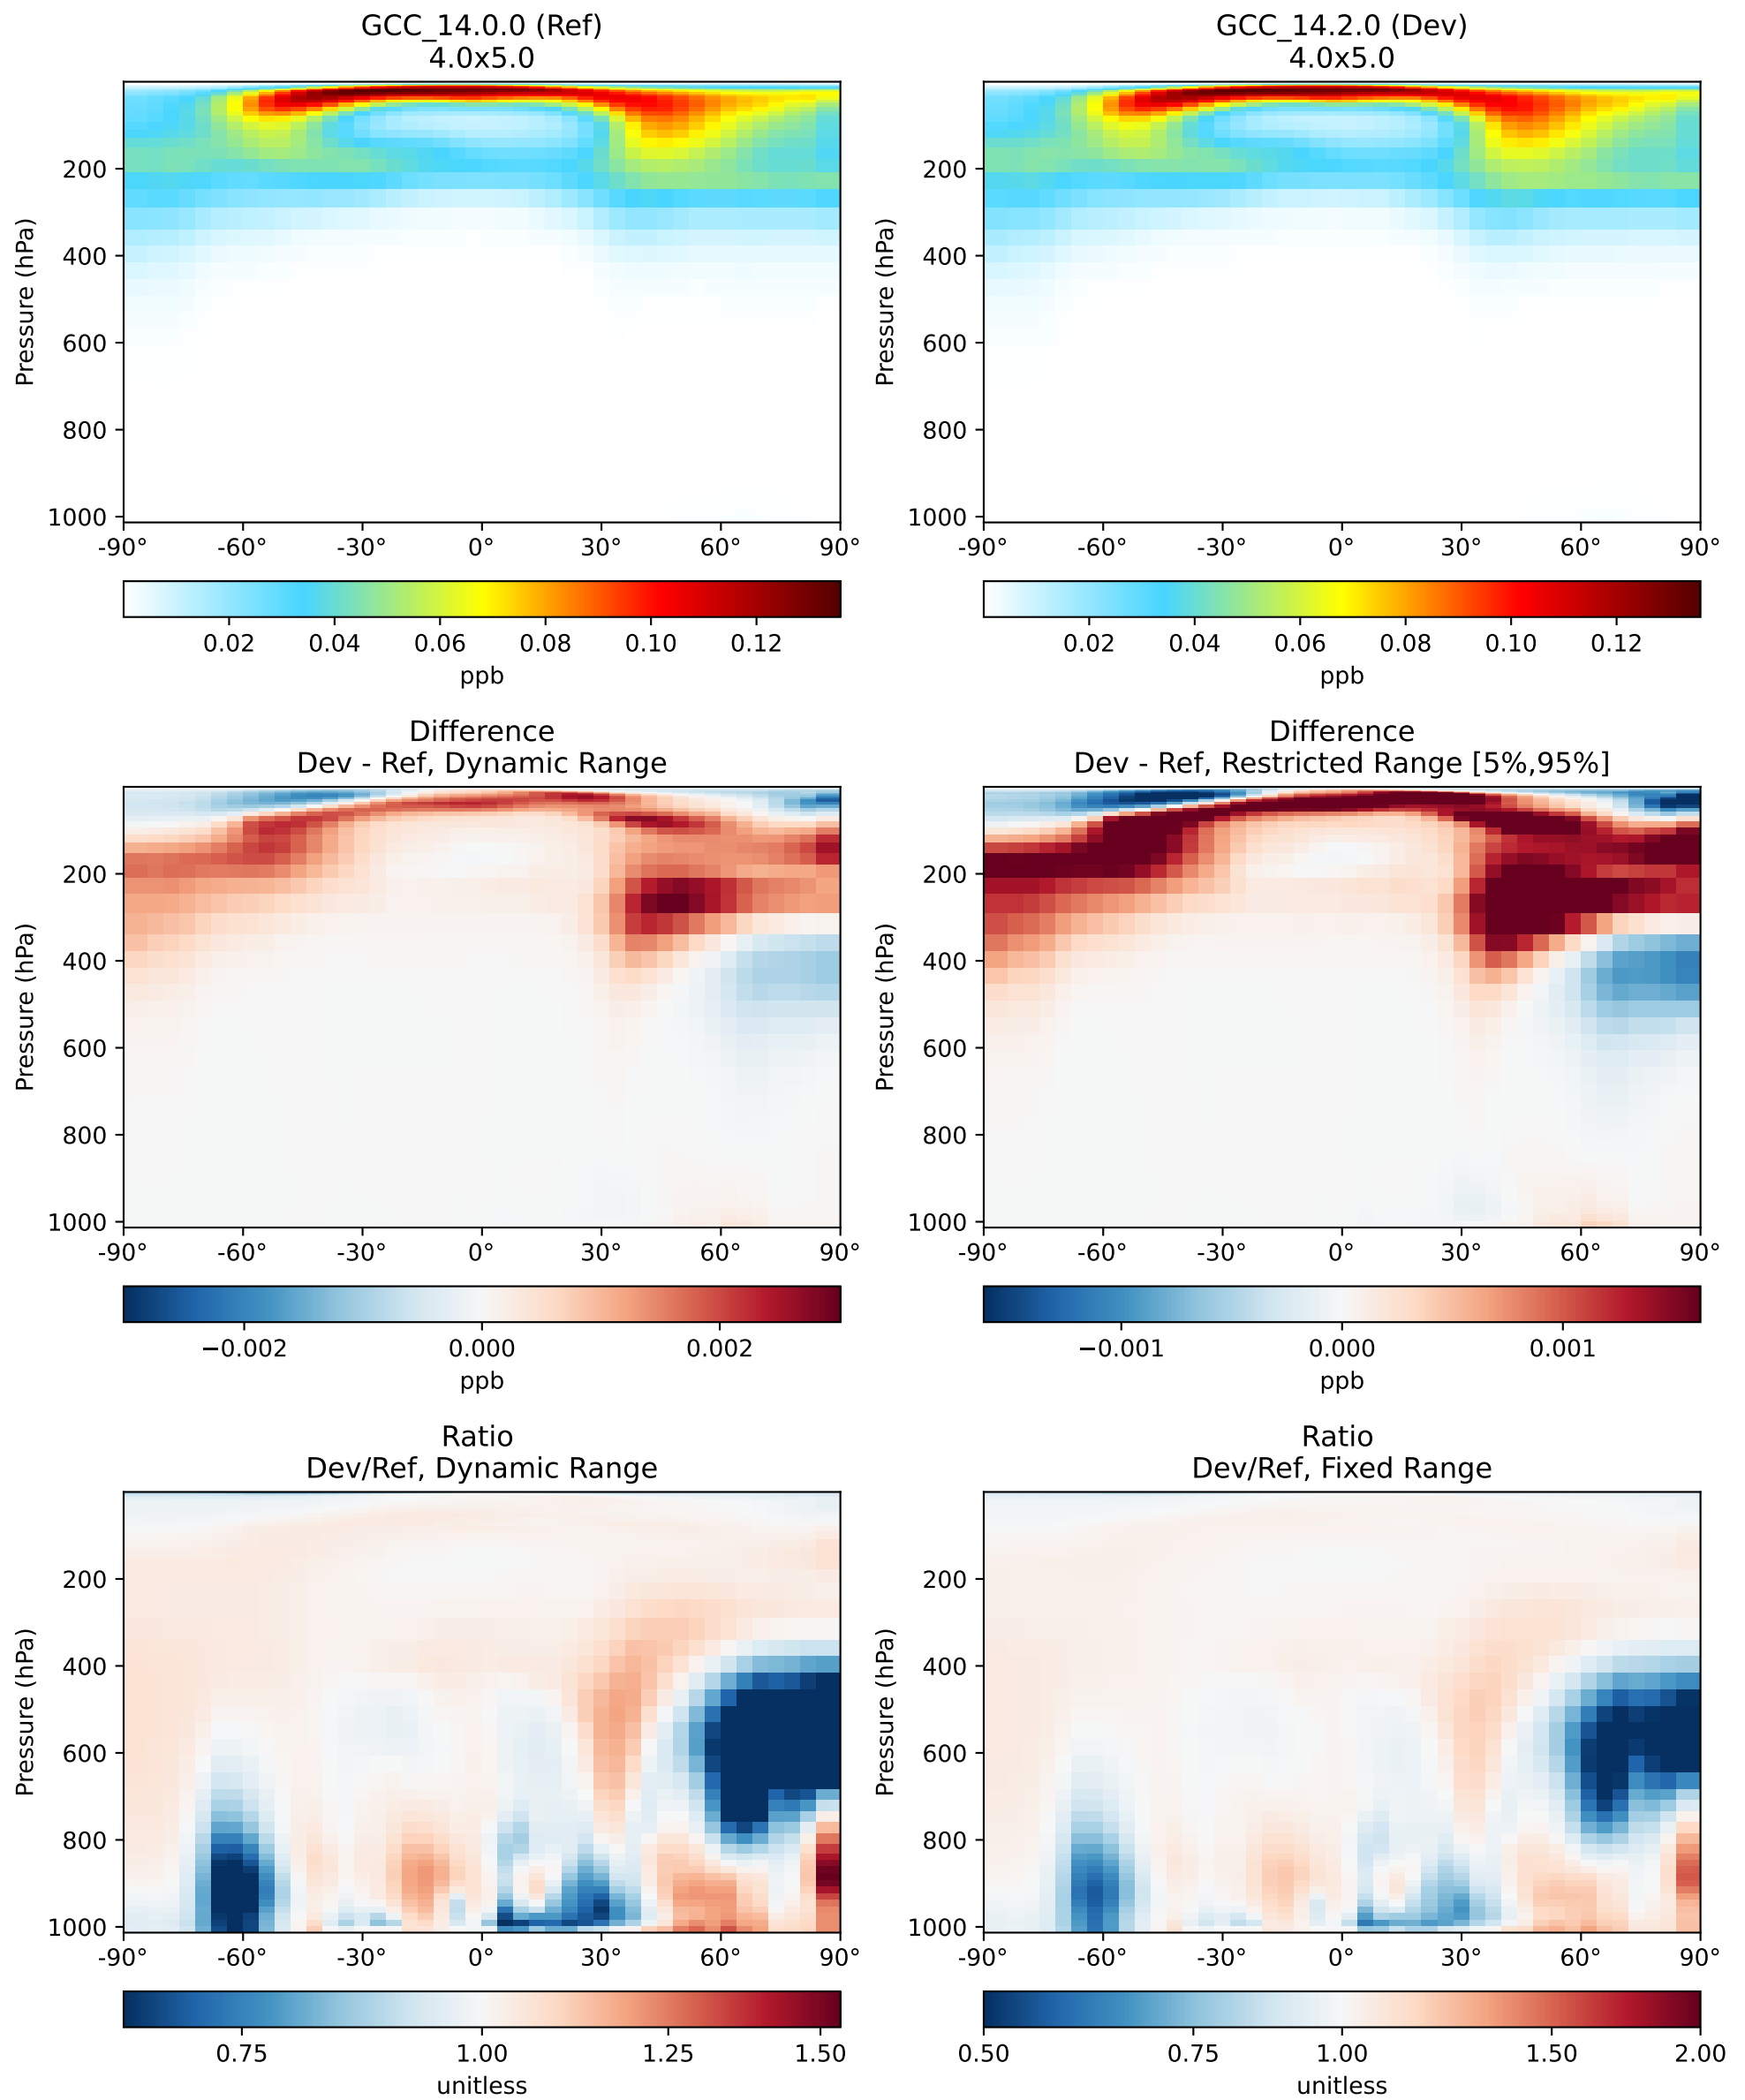 GCC_14.0.0 (Ref)
4.0x5.0
GCC_14.2.0 (Dev)
4.0x5.0
Pressure (hPa)
200
400
600
800
1000
-90° -60° -30° 0° 30° 60° 90°
0.02 0.04 0.06 0.08 0.10 0.12
ppb
Pressure (hPa)
200
400
600
800
1000
-90° -60° -30° 0° 30° 60° 90°
0.02 0.04 0.06 0.08 0.10 0.12
ppb
Difference
Dev - Ref, Dynamic Range
Pressure (hPa)
200
400
600
800
1000
-90° -60° -30° 0° 30° 60° 90°
−0.002 0.000 0.002
ppb
Difference
Dev - Ref, Restricted Range [5%,95%]
Pressure (hPa)
200
400
600
800
1000
-90° -60° -30° 0° 30° 60° 90°
−0.001 0.000 0.001
ppb
Ratio
Dev/Ref, Dynamic Range
Pressure (hPa)
200
400
600
800
1000
-90° -60° -30° 0° 30° 60° 90°
0.75 1.00 1.25 1.50
unitless
Ratio
Dev/Ref, Fixed Range
Pressure (hPa)
200
400
600
800
1000
-90° -60° -30° 0° 30° 60° 90°
0.50 0.75 1.00 1.50 2.00
unitless